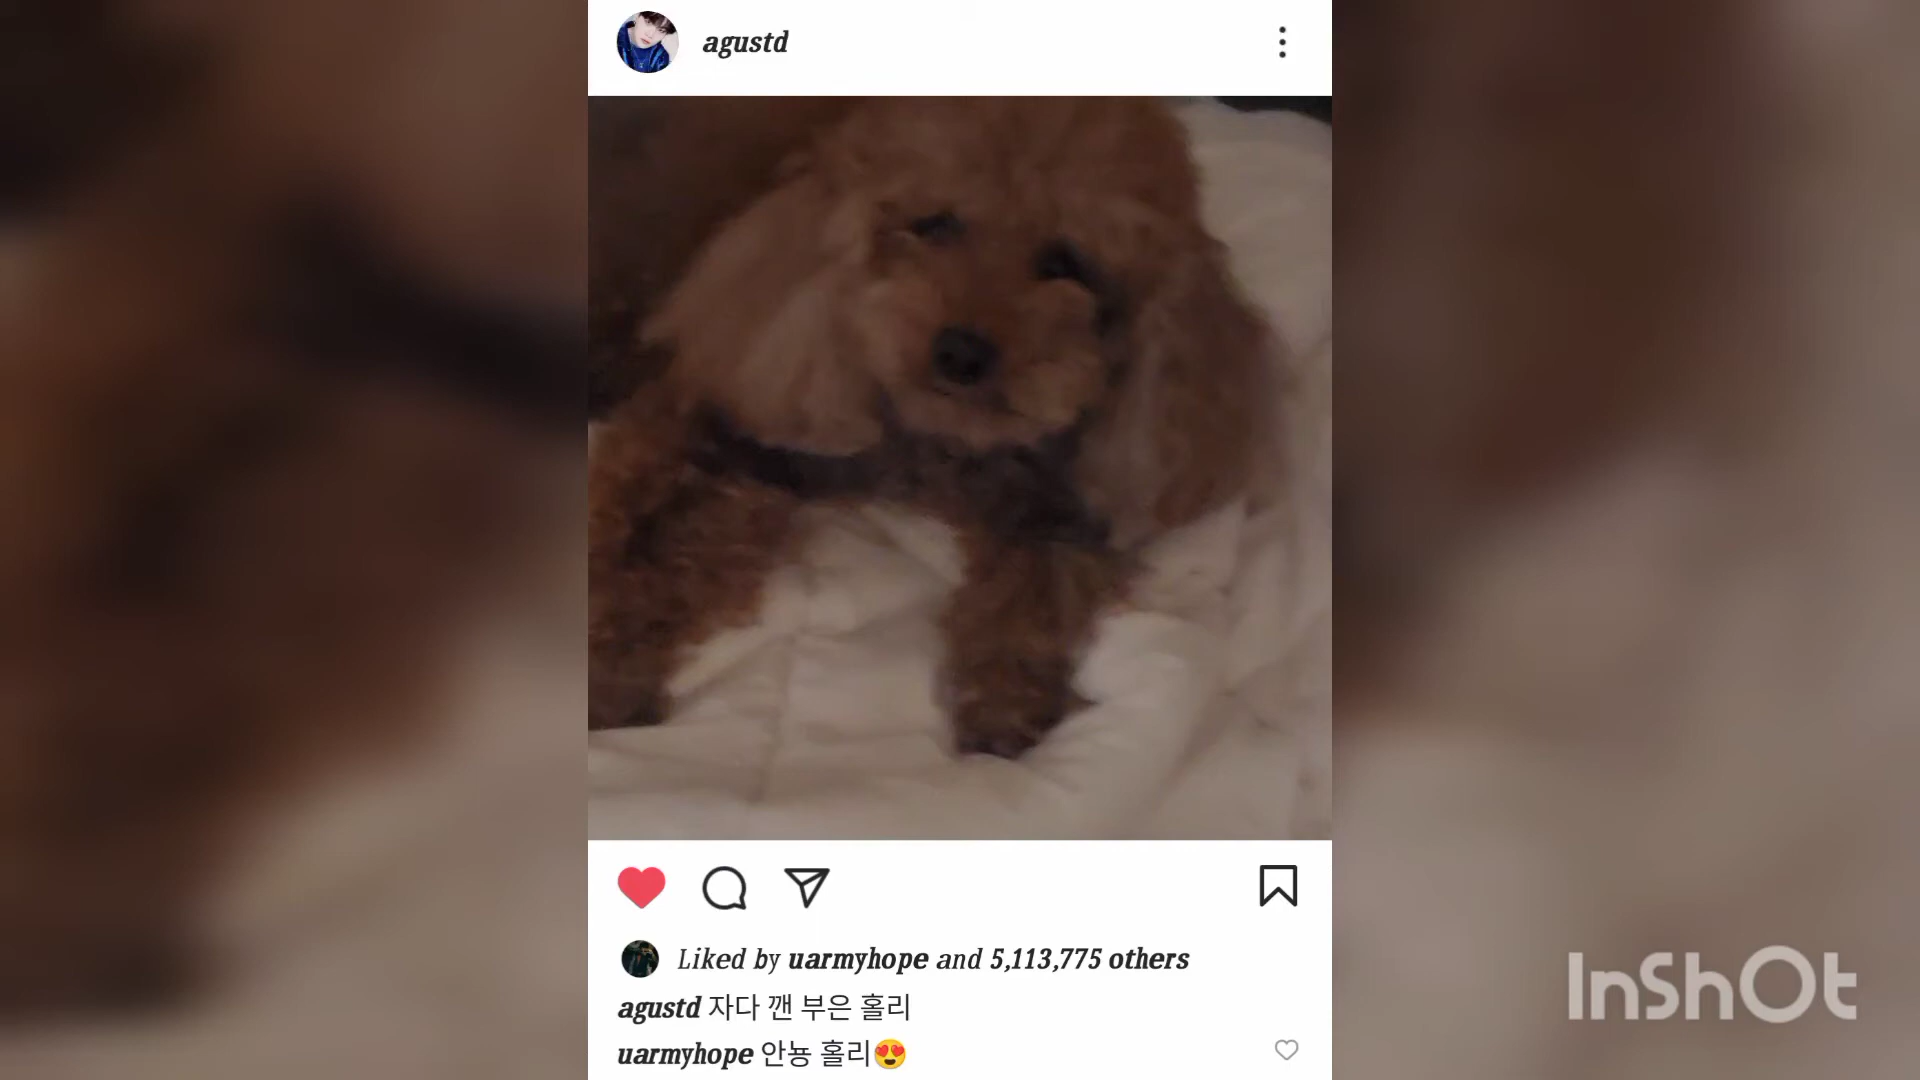 agustd
Liked by uarmyhope and 5,113,775 others
agustd 자다 깬 부은 홀리
uarmyhope 안뇽 홀리😍
InShOt